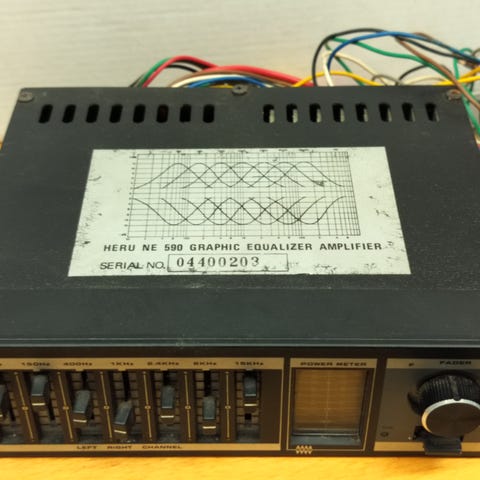 HERU NE 590 GRAPHIC EQUALIZER AMPLIFIER
SERIAL NO. 04400203
150Hz 400Hz 1KHz 2.4KHz 6KHz 15KHz
POWER METER
F FADER
LEFT RIGHT CHANNEL